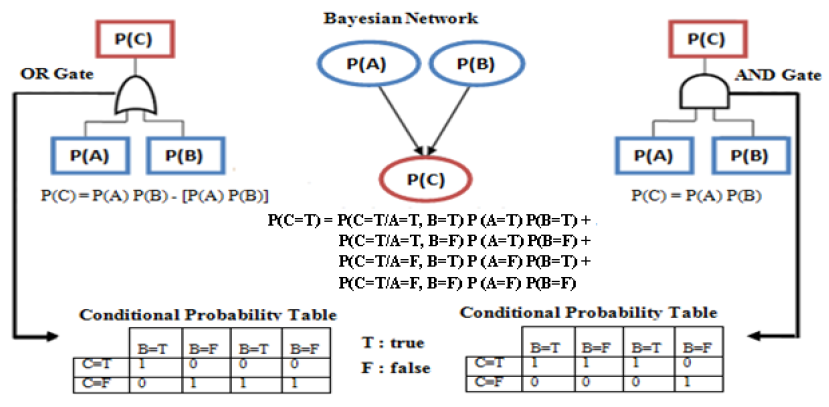 Bayesian Network
P(C)
OR Gate
P(A)
P(B)
P(C) = P(A) P(B) - [P(A) P(B)]
P(A)
P(B)
P(C)
P(C)
AND Gate
P(A)
P(B)
P(C) = P(A) P(B)
P(C=T) = P(C=T/A=T, B=T) P (A=T) P(B=T) +
P(C=T/A=T, B=F) P (A=T) P(B=F) +
P(C=T/A=F, B=T) P (A=F) P(B=T) +
P(C=T/A=F, B=F) P (A=F) P(B=F)
Conditional Probability Table
B=T B=F B=T B=F
C=T 1 0 0 0
C=F 0 1 1 1
T : true
F : false
Conditional Probability Table
B=T B=F B=T B=F
C=T 1 1 1 0
C=F 0 0 0 1